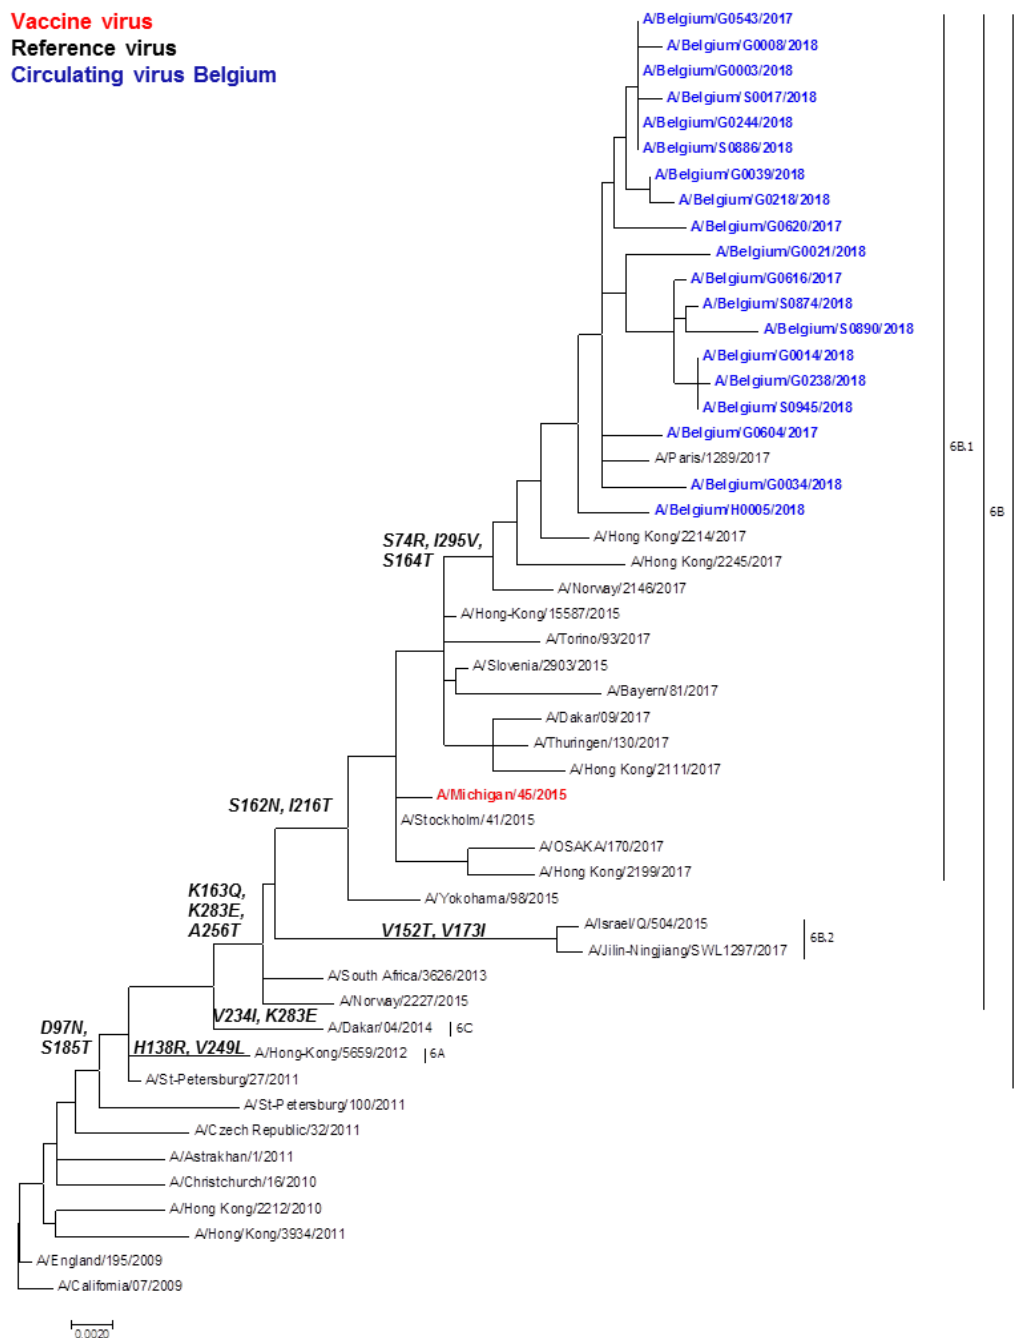 Vaccine virus
Reference virus
Circulating virus Belgium
A/Belgium/G0543/2017
A/Belgium/G0008/2018
A/Belgium/G0003/2018
A/Belgium/S0017/2018
A/Belgium/G0244/2018
A/Belgium/S0886/2018
A/Belgium/G0039/2018
A/Belgium/G0218/2018
A/Belgium/G0620/2017
A/Belgium/G0021/2018
A/Belgium/G0616/2017
A/Belgium/S0874/2018
A/Belgium/S0890/2018
A/Belgium/G0014/2018
A/Belgium/G0238/2018
A/Belgium/S0945/2018
A/Belgium/G0604/2017
6B.1
A/Paris/1289/2017
A/Belgium/G0034/2018
A/Belgium/H0005/2018
6B
S74R, I295V,
S164T
A/Hong Kong/2214/2017
A/Hong Kong/2245/2017
A/Norway/2146/2017
A/Hong-Kong/15587/2015
A/Torino/93/2017
A/Slovenia/2903/2015
A/Bayern/81/2017
A/Dakar/09/2017
A/Thuringen/130/2017
A/Hong Kong/2111/2017
A/Michigan/45/2015
S162N, I216T
A/Stockholm/41/2015
A/OSAKA/170/2017
A/Hong Kong/2199/2017
K163Q,
K283E,
A256T
A/Yokohama/98/2015
A/Israel/Q/504/2015
V152T, V173I
6B.2
A/Jilin-Ningjiang/SWL1297/2017
A/South Africa/3626/2013
A/Norway/2227/2015
V234I, K283E
A/Dakar/04/2014
6C
D97N,
S185T
H138R, V249L
A/Hong-Kong/5659/2012
6A
A/St-Petersburg/27/2011
A/St-Petersburg/100/2011
A/Czech Republic/32/2011
A/Astrakhan/1/2011
A/Christchurch/16/2010
A/Hong Kong/2212/2010
A/Hong/Kong/3934/2011
A/England/195/2009
A/California/07/2009
0.0020